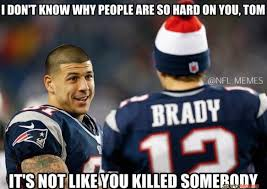 I DON'T KNOW WHY PEOPLE ARE SO HARD ON YOU, TOM
@NFL_MEMES
BRADY
12
IT'S NOT LIKE YOU KILLED SOMEBODY